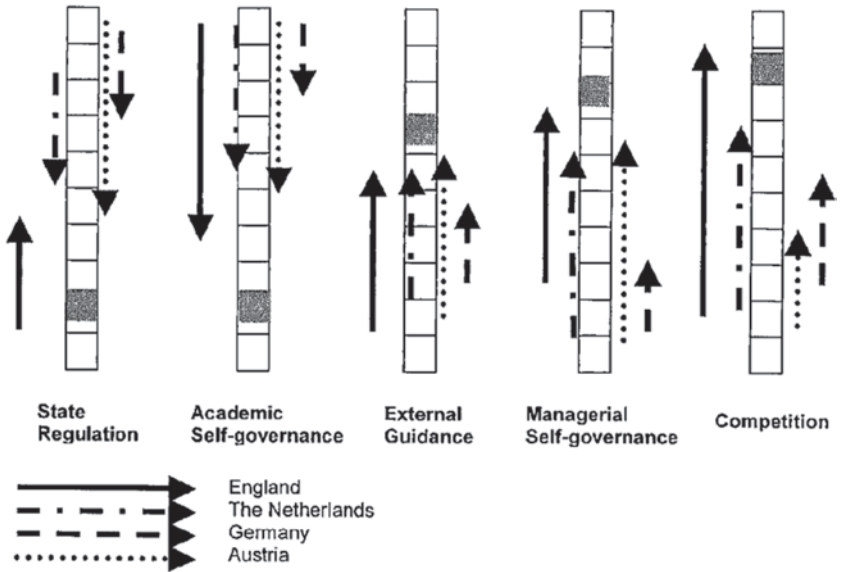 State
Regulation
Academic
Self-governance
External
Guidance
Managerial
Self-governance
Competition
England
The Netherlands
Germany
Austria